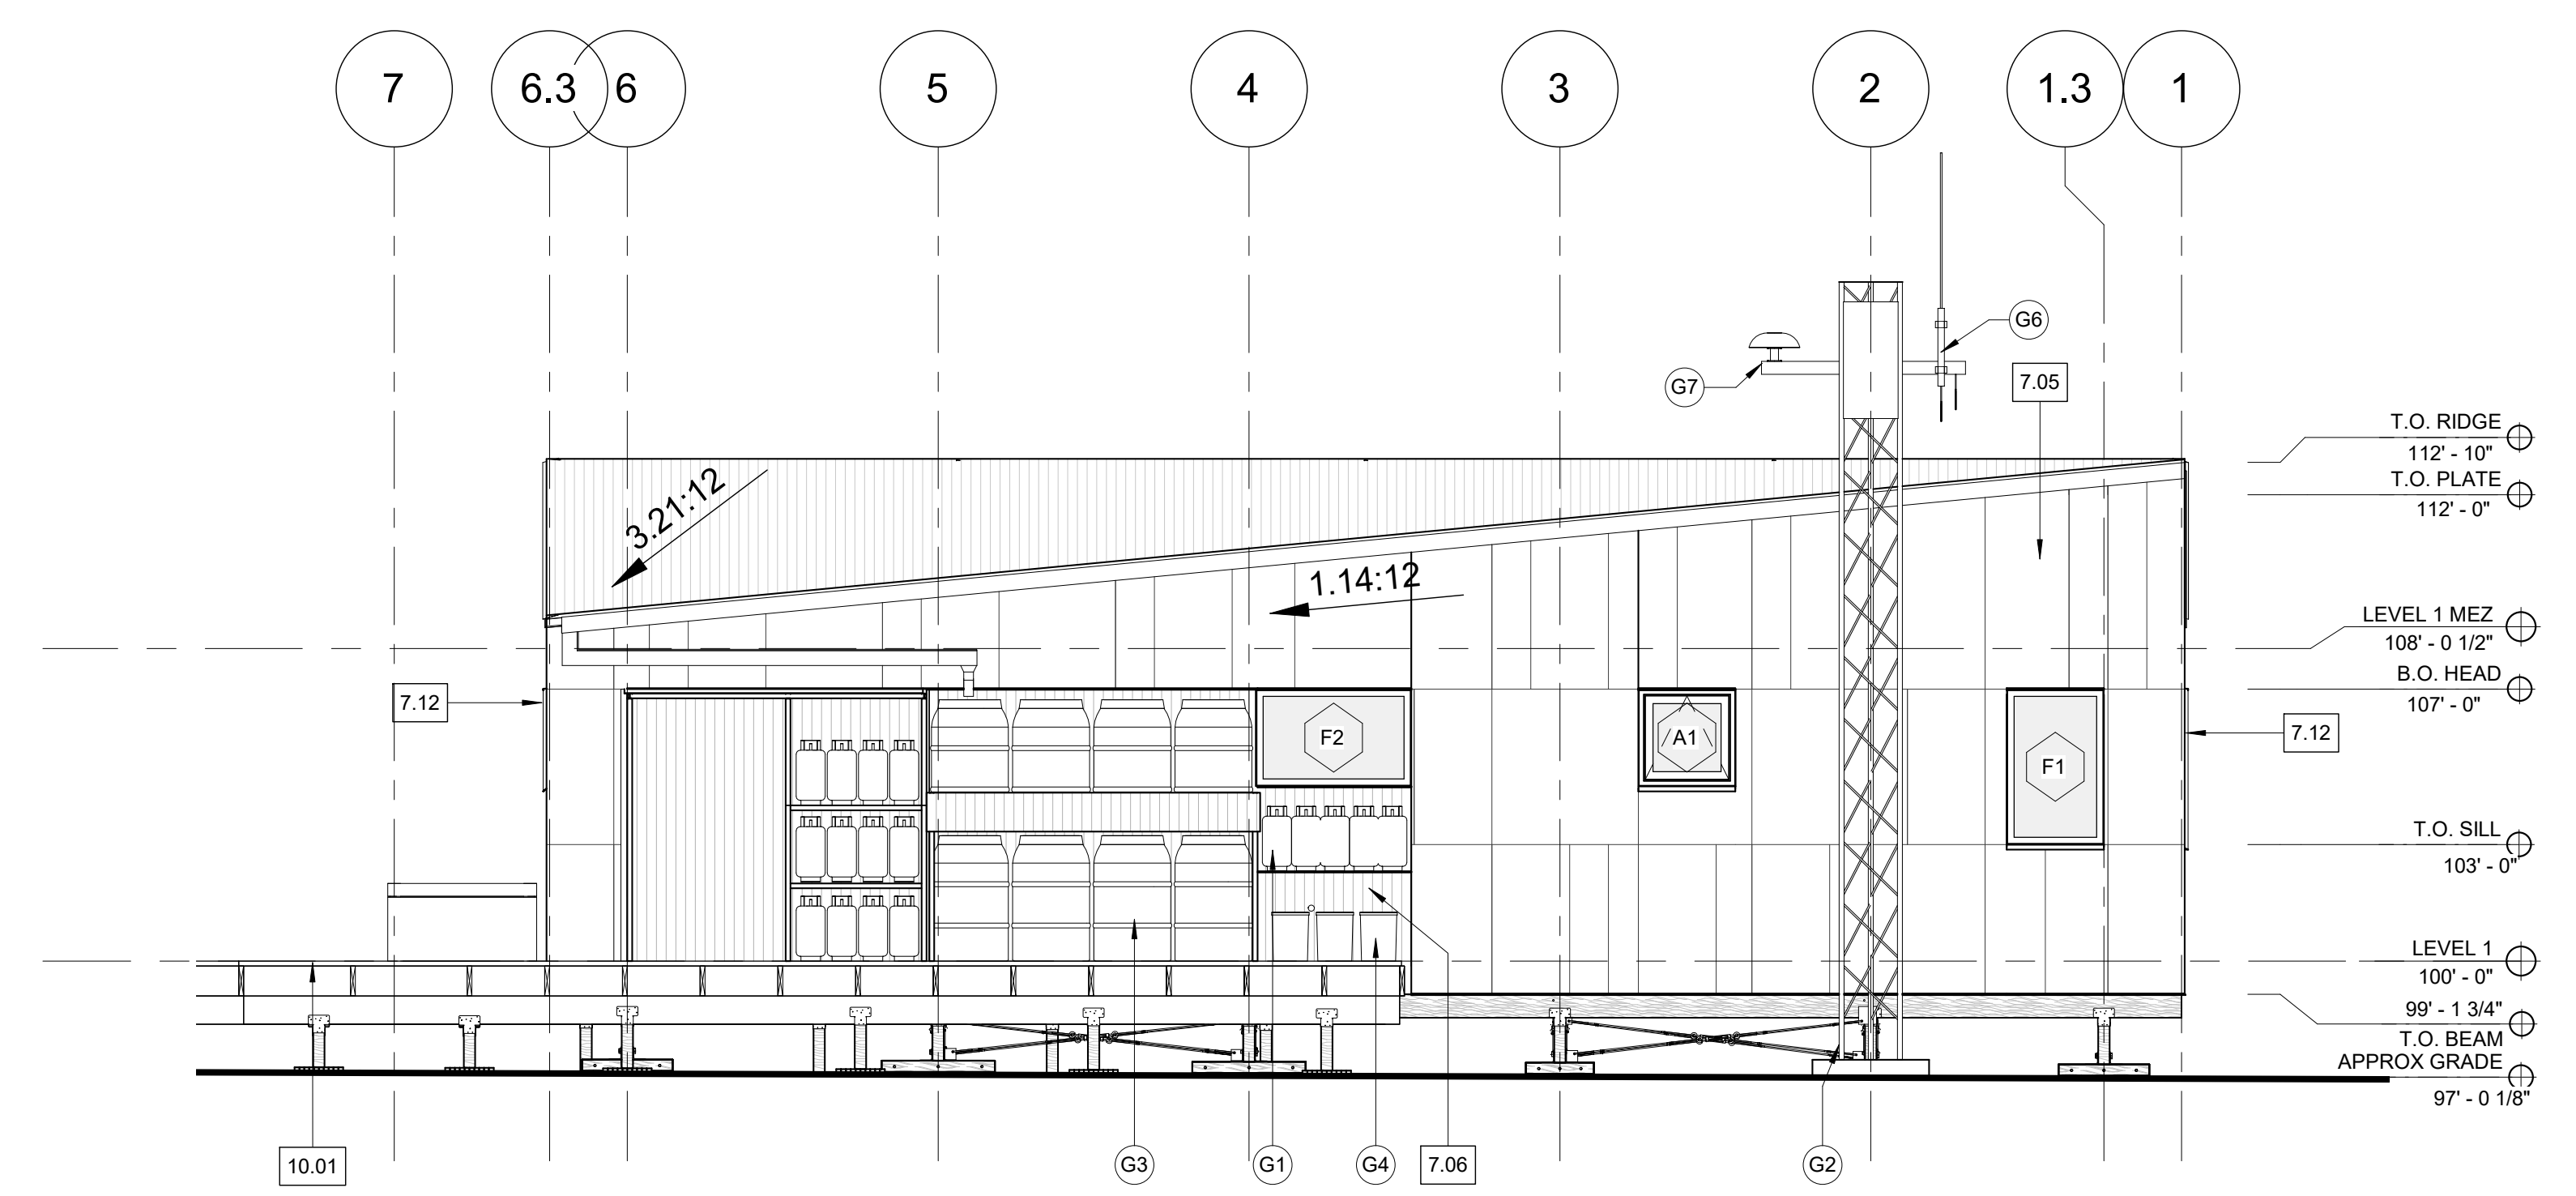 7
6.3
6
5
4
3
2
1.3
1
G6
G7
7.05
T.O. RIDGE
112' - 10"
T.O. PLATE
112' - 0"
3.21:12
1.14:12
LEVEL 1 MEZ
108' - 0 1/2"
B.O. HEAD
107' - 0"
7.12
F2
A1
F1
7.12
T.O. SILL
103' - 0"
LEVEL 1
100' - 0"
99' - 1 3/4"
T.O. BEAM
APPROX GRADE
97' - 0 1/8"
10.01
G3
G1
G4
7.06
G2